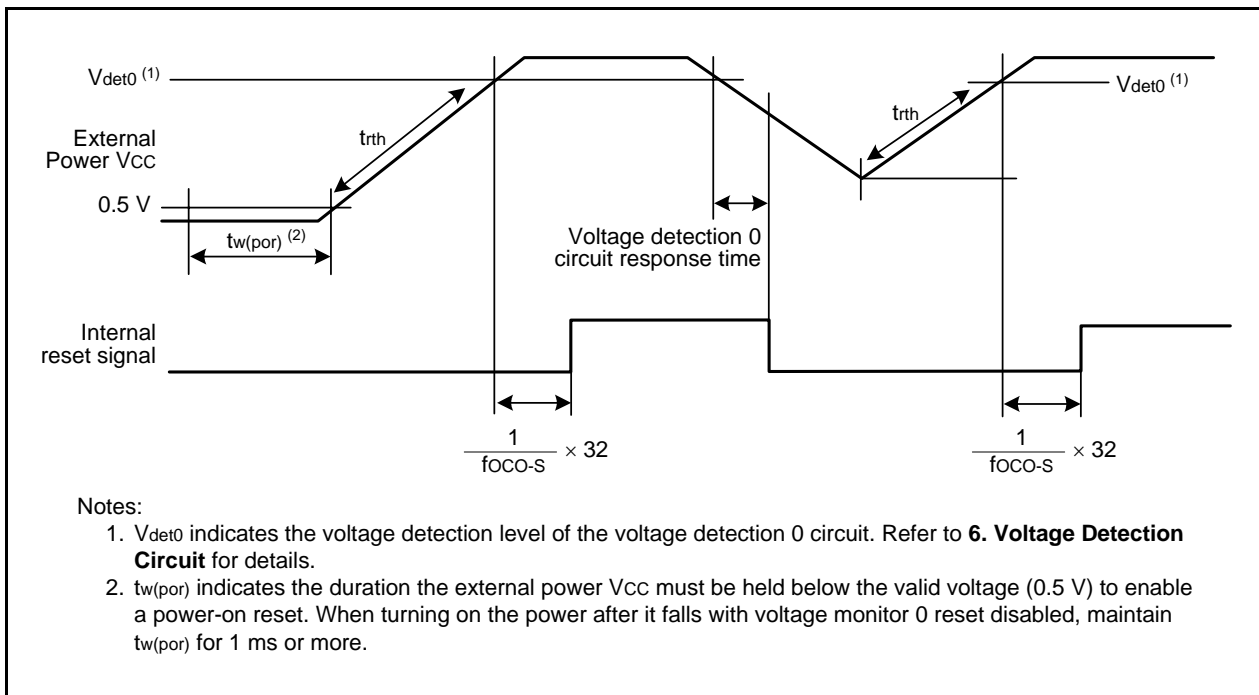 Vdet0 (1)
Vdet0 (1)
trth
trth
External
Power VCC
0.5 V
tw(por) (2)
Voltage detection 0
circuit response time
Internal
reset signal
1
fOCO-S
× 32
1
fOCO-S
× 32
Notes:
1. Vdet0 indicates the voltage detection level of the voltage detection 0 circuit. Refer to 6. Voltage Detection
Circuit for details.
2. tw(por) indicates the duration the external power VCC must be held below the valid voltage (0.5 V) to enable
a power-on reset. When turning on the power after it falls with voltage monitor 0 reset disabled, maintain
tw(por) for 1 ms or more.